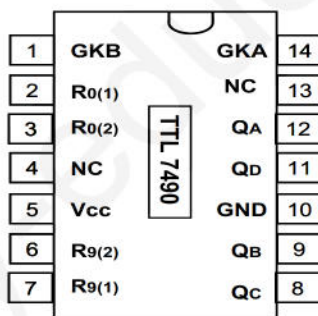 1 GKB GKA 14
2 R0(1) NC 13
3 R0(2) QA 12
4 NC QD 11
5 Vcc GND 10
6 R9(2) QB 9
7 R9(1) QC 8
TTL 7490